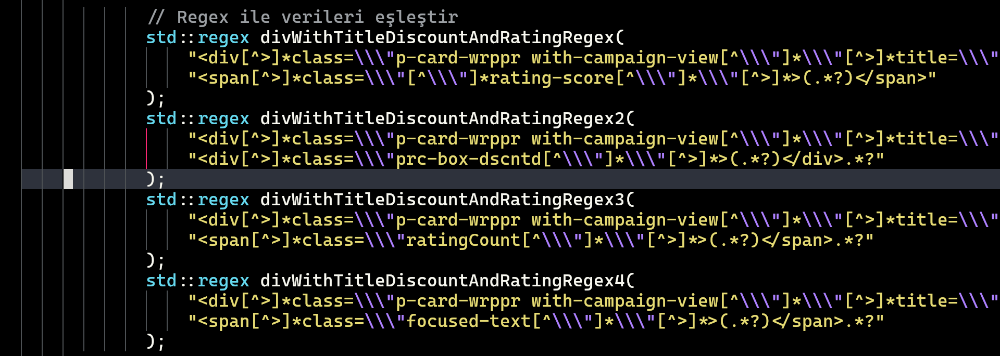 // Regex ile verileri eşleştir
std::regex divWithTitleDiscountAndRatingRegex(
"<div[^>]*class=\\\"p-card-wrppr with-campaign-view[^\\\"]*\\\"[^>]*title=\\\"
"<span[^>]*class=\\\"[^\\\"]*rating-score[^\\\"]*\\\"[^>]*>(.*?)</span>"
);
std::regex divWithTitleDiscountAndRatingRegex2(
"<div[^>]*class=\\\"p-card-wrppr with-campaign-view[^\\\"]*\\\"[^>]*title=\\\"
"<div[^>]*class=\\\"prc-box-dscntd[^\\\"]*\\\"[^>]*>(.*?)</div>.*?"
);
std::regex divWithTitleDiscountAndRatingRegex3(
"<div[^>]*class=\\\"p-card-wrppr with-campaign-view[^\\\"]*\\\"[^>]*title=\\\"
"<span[^>]*class=\\\"ratingCount[^\\\"]*\\\"[^>]*>(.*?)</span>.*?"
);
std::regex divWithTitleDiscountAndRatingRegex4(
"<div[^>]*class=\\\"p-card-wrppr with-campaign-view[^\\\"]*\\\"[^>]*title=\\\"
"<span[^>]*class=\\\"focused-text[^\\\"]*\\\"[^>]*>(.*?)</span>.*?"
);